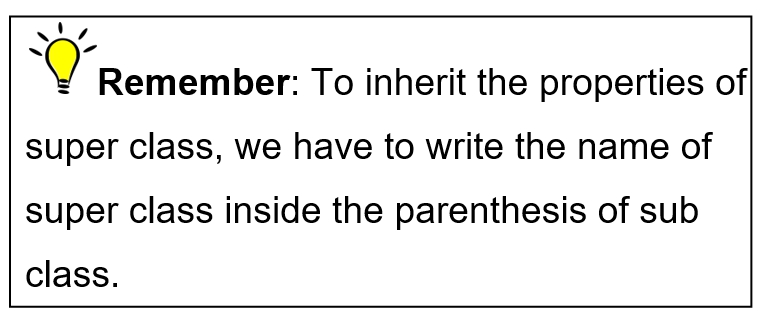 Remember: To inherit the properties of
super class, we have to write the name of
super class inside the parenthesis of sub
class.